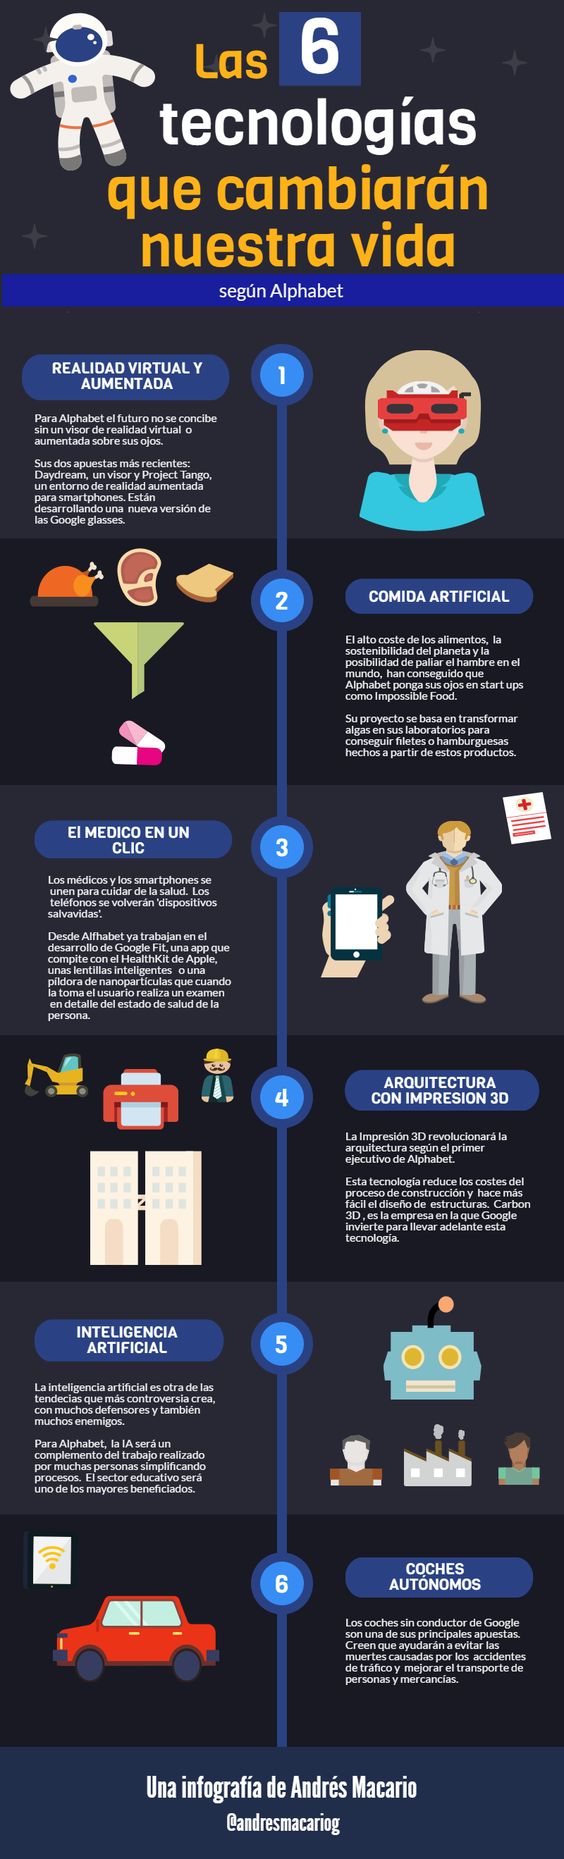 Las 6
tecnologías
que cambiarán
nuestra vida
según Alphabet
1
REALIDAD VIRTUAL Y
AUMENTADA
Para Alphabet el futuro no se concibe
sin un visor de realidad virtual o
aumentada sobre sus ojos.
Sus dos apuestas más recientes:
Daydream, un visor y Project Tango,
un entorno de realidad aumentada
para smartphones. Están
desarrollando una nueva versión de
las Google glasses.
2
COMIDA ARTIFICIAL
El alto coste de los alimentos, la
sostenibilidad del planeta y la
posibilidad de paliar el hambre en el
mundo, han conseguido que
Alphabet ponga sus ojos en start ups
como Impossible Food.
Su proyecto se basa en transformar
algas en sus laboratorios para
conseguir filetes o hamburguesas
hechos a partir de estos productos.
3
El MEDICO EN UN
CLIC
Los médicos y los smartphones se
unen para cuidar de la salud. Los
teléfonos se volverán 'dispositivos
salvavidas'.
Desde Alfhabet ya trabajan en el
desarrollo de Google Fit, una app que
compite con el HealthKit de Apple,
unas lentillas inteligentes o una
píldora de nanopartículas que cuando
la toma el usuario realiza un examen
en detalle del estado de salud de la
persona.
4
ARQUITECTURA
CON IMPRESION 3D
La Impresión 3D revolucionará la
arquitectura según el primer
ejecutivo de Alphabet.
Esta tecnología reduce los costes del
proceso de construcción y hace más
fácil el diseño de estructuras. Carbon
3D , es la empresa en la que Google
invierte para llevar adelante esta
tecnología.
5
INTELIGENCIA
ARTIFICIAL
La inteligencia artificial es otra de las
tendecias que más controversia crea,
con muchos defensores y también
muchos enemigos.
Para Alphabet, la IA será un
complemento del trabajo realizado
por muchas personas simplificando
procesos. El sector educativo será
uno de los mayores beneficiados.
6
COCHES
AUTÓNOMOS
Los coches sin conductor de Google
son una de sus principales apuestas.
Creen que ayudarán a evitar las
muertes causadas por los accidentes
de tráfico y mejorar el transporte de
personas y mercancías.
Una infografía de Andrés Macario
@andresmacariog